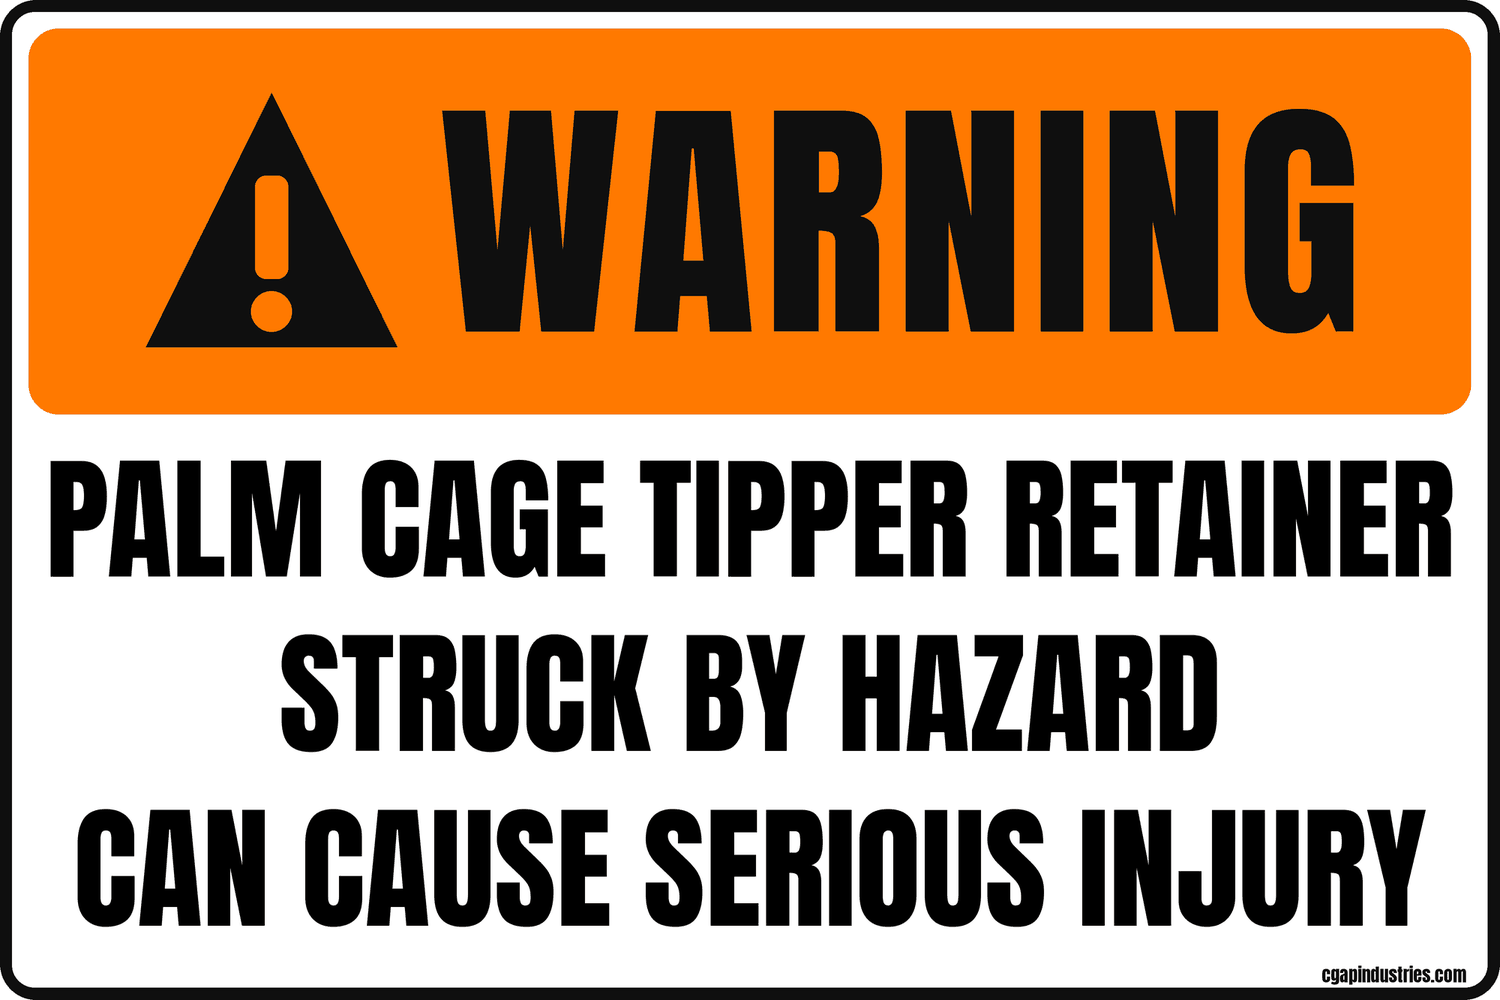 WARNING
PALM CAGE TIPPER RETAINER
STRUCK BY HAZARD
CAN CAUSE SERIOUS INJURY
cgapindustries.com